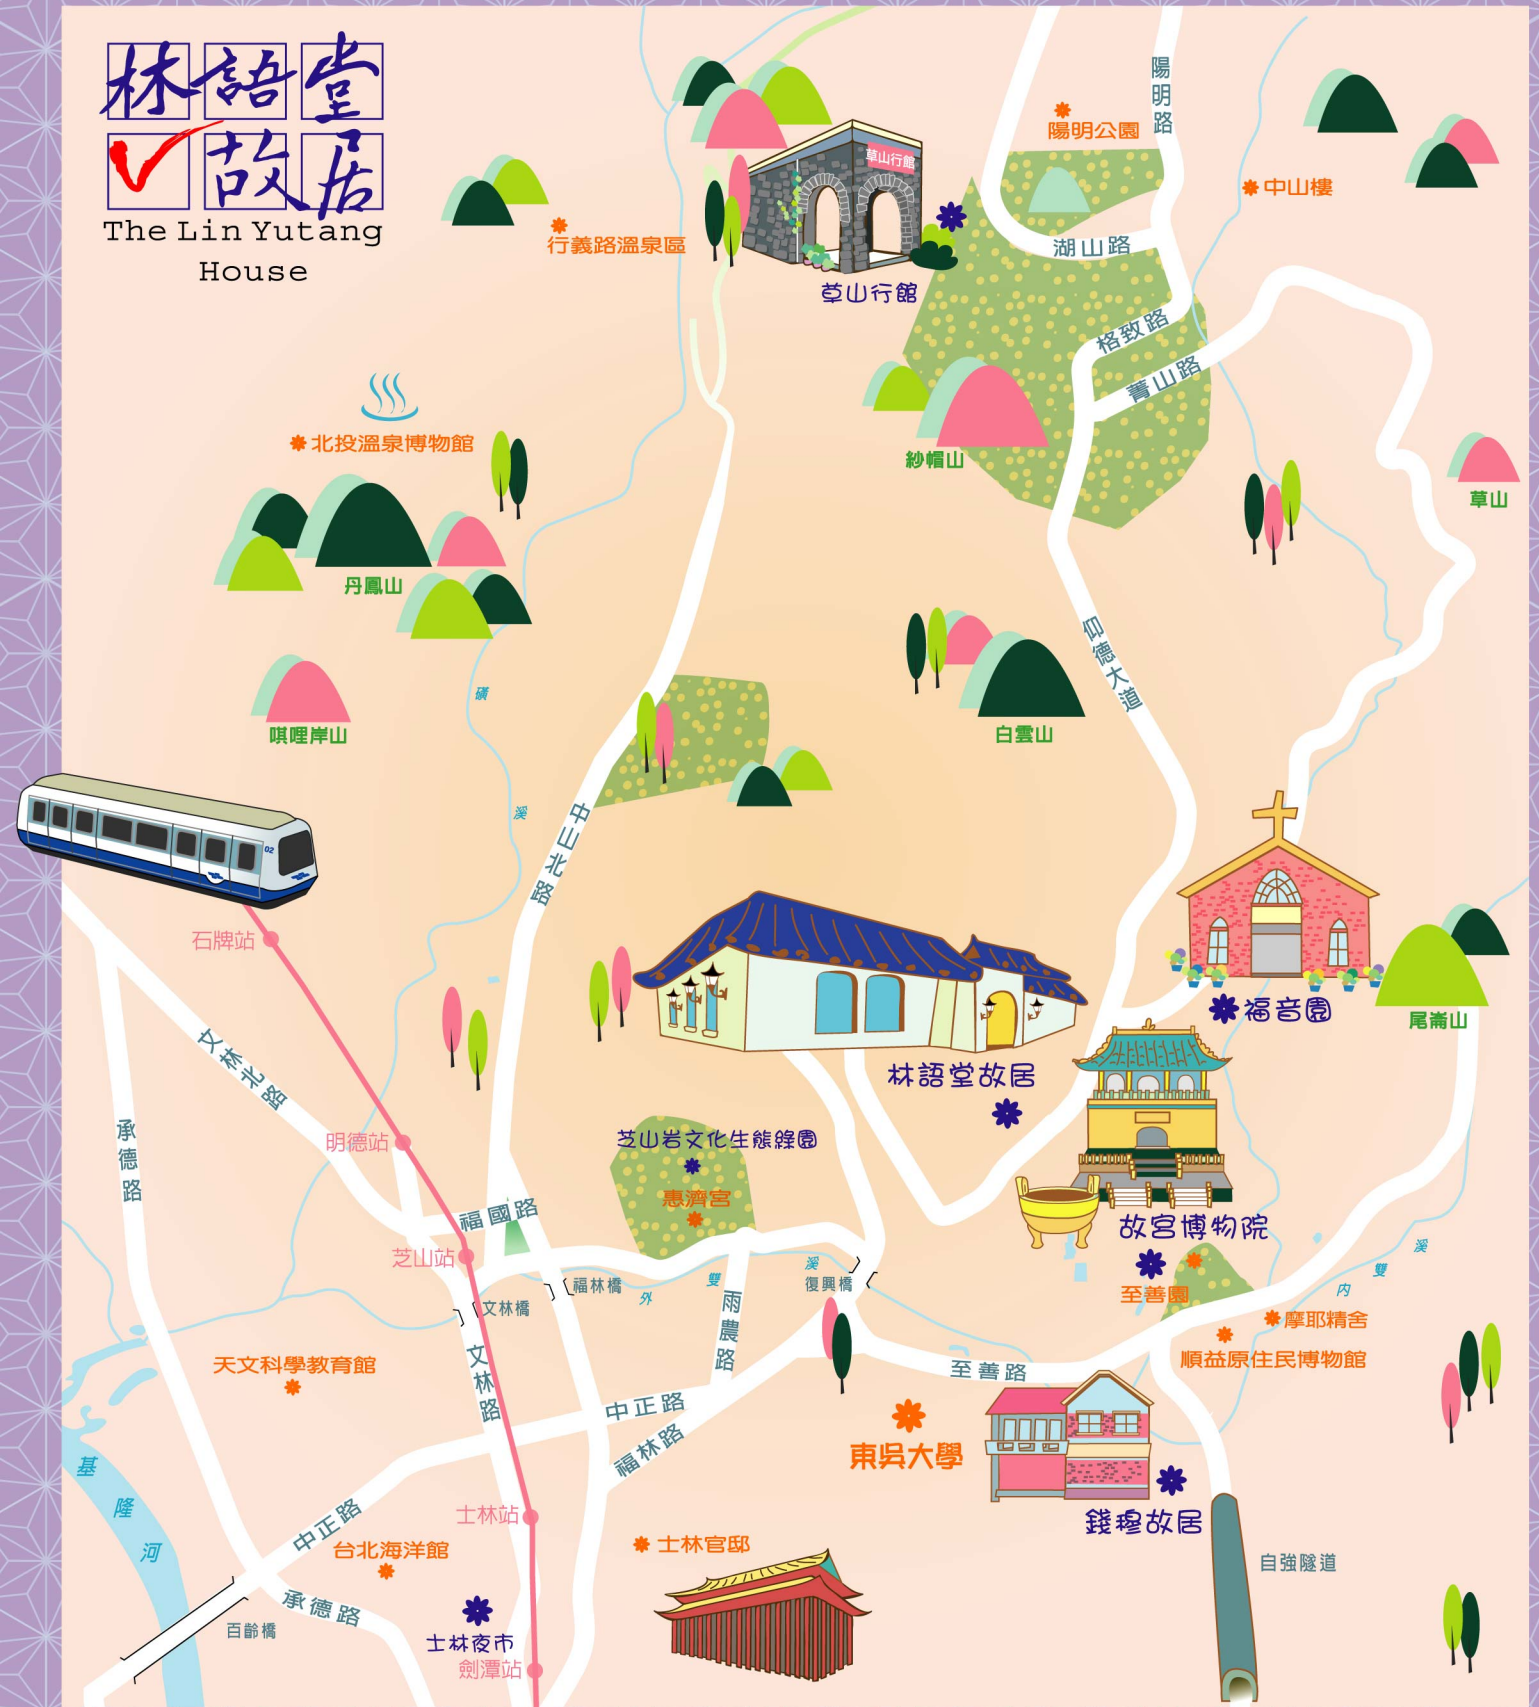 林語堂
故居
The Lin Yutang
House
陽明路
陽明公園
中山樓
草山行館
行義路溫泉區
湖山路
草山行館
格致路
菁山路
北投溫泉博物館
紗帽山
草山
丹鳳山
仰德大道
磺
溪
唭哩岸山
白雲山
中山北路
02
石牌站
福音園
尾崙山
文林北路
林語堂故居
承德路
明德站
芝山岩文化生態綠園
惠濟宮
福國路
故宮博物院
芝山站
福林橋
文林橋
外
雙
溪
復興橋
雨農路
至善園
內
雙
溪
摩耶精舍
順益原住民博物館
天文科學教育館
文林路
至善路
中正路
福林路
東吳大學
基
隆
河
中正路
士林站
錢穆故居
台北海洋館
士林官邸
自強隧道
承德路
百齡橋
士林夜市
劍潭站